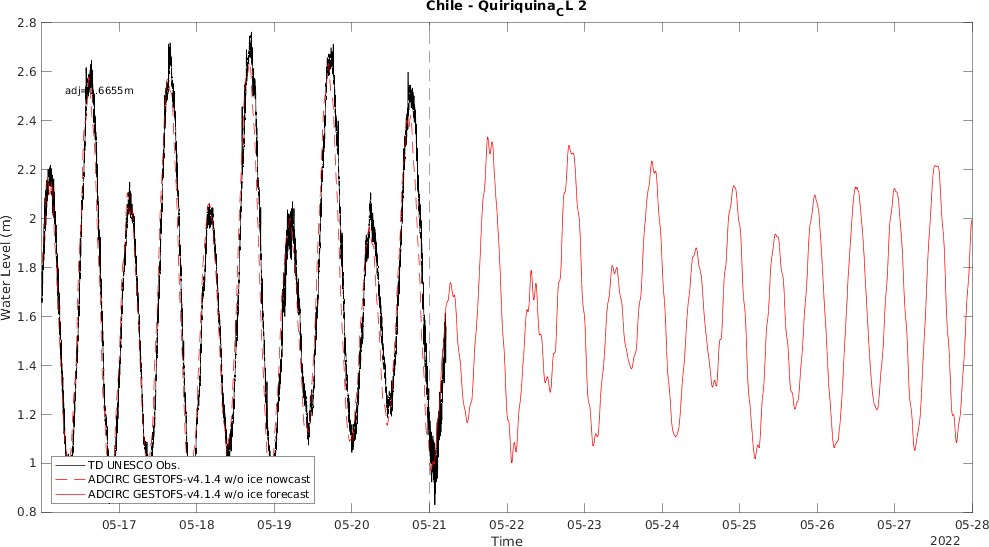 Chile - Quiriquina_CL 2
2.8
2.6
2.4
2.2
2
1.8
1.6
1.4
1.2
1
0.8
Water Level (m)
.6655m
TD UNESCO Obs.
ADCIRC GESTOFS-v4.1.4 w/o ice nowcast
ADCIRC GESTOFS-v4.1.4 w/o ice forecast
05-17 05-18 05-19 05-20 05-21 05-22 05-23 05-24 05-25 05-26 05-27 05-28
Time
2022